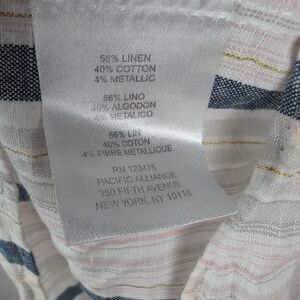 56% LINEN
40% COTTON
4% METALLIC
56% LINO
40% ALGODON
4% METALICO
56% LIN
40% COTON
4% FIBRE METALLIQUE
RN 123475
PACIFIC ALLIANCE
350 FIFTH AVENUE
NEW YORK, NY 10118